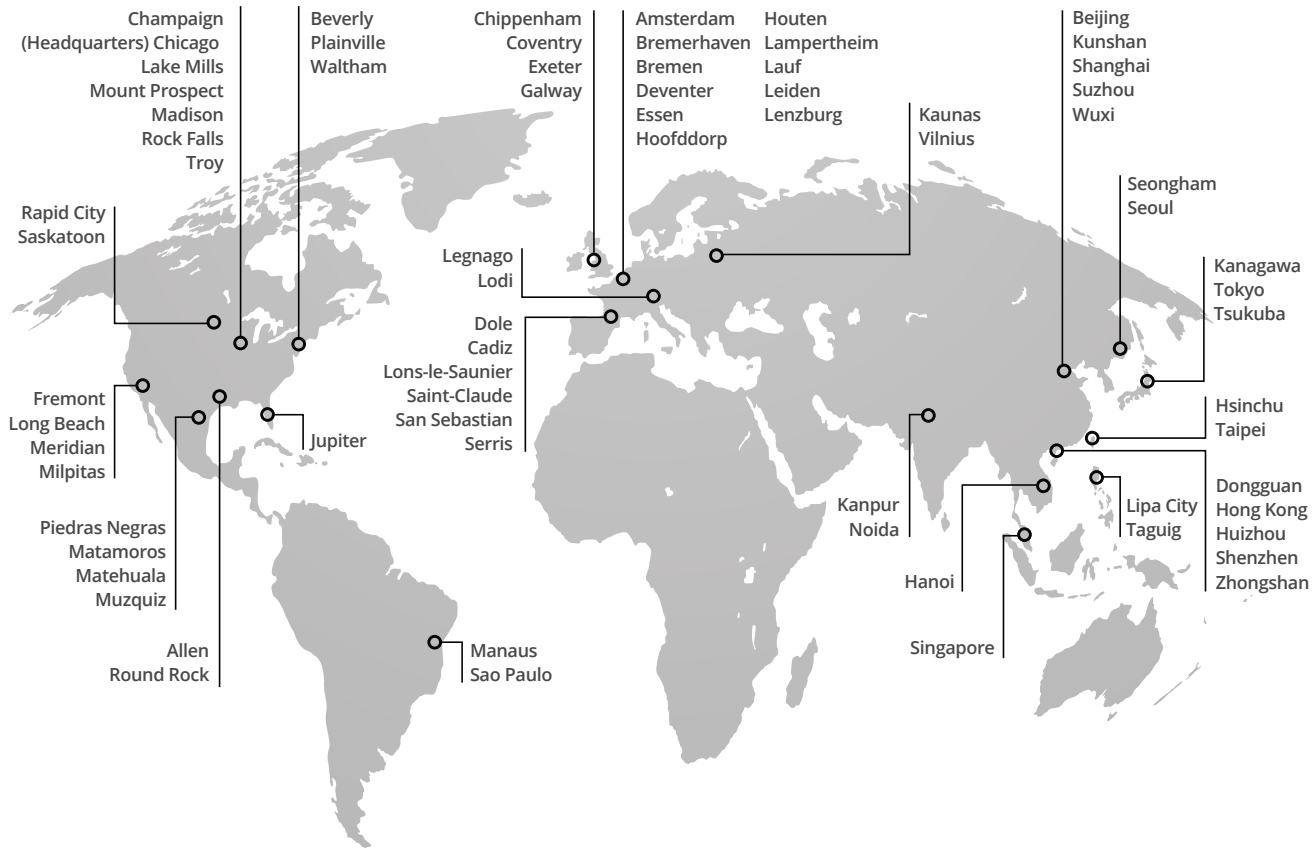 Champaign
(Headquarters) Chicago
Lake Mills
Mount Prospect
Madison
Rock Falls
Troy
Beverly
Plainville
Waltham
Chippenham
Coventry
Exeter
Galway
Amsterdam
Bremerhaven
Bremen
Deventer
Essen
Hoofddorp
Houten
Lampertheim
Lauf
Leiden
Lenzburg
Kaunas
Vilnius
Beijing
Kunshan
Shanghai
Suzhou
Wuxi
Seongham
Seoul
Rapid City
Saskatoon
Legnago
Lodi
Kanagawa
Tokyo
Tsukuba
Dole
Cadiz
Lons-le-Saunier
Saint-Claude
San Sebastian
Serris
Fremont
Long Beach
Meridian
Milpitas
Jupiter
Hsinchu
Taipei
Piedras Negras
Matamoros
Matehuala
Muzquiz
Kanpur
Noida
Lipa City
Taguig
Dongguan
Hong Kong
Huizhou
Shenzhen
Zhongshan
Hanoi
Allen
Round Rock
Manaus
Sao Paulo
Singapore